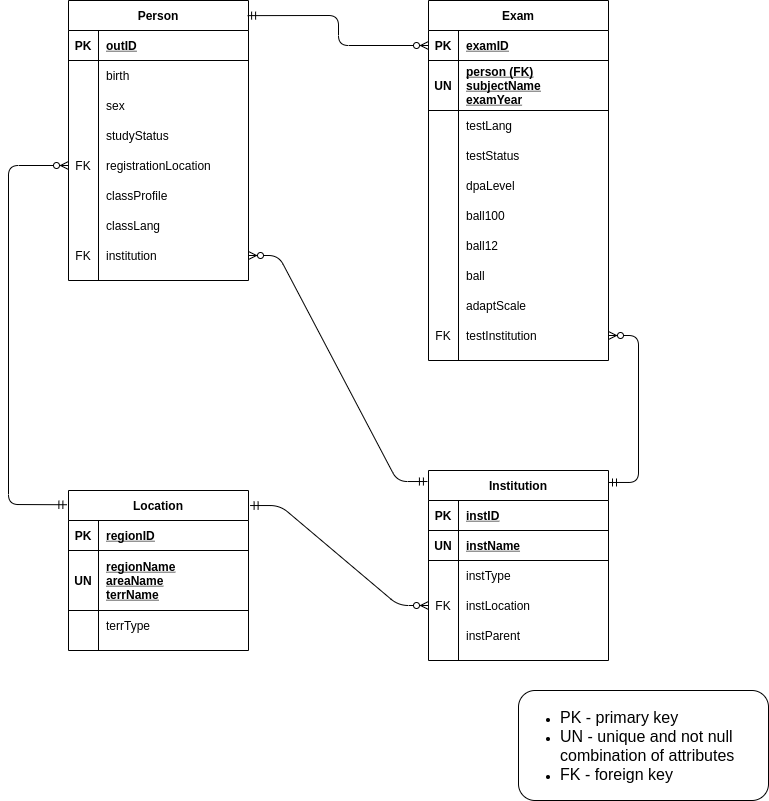 Person
PK outID
birth
sex
studyStatus
FK registrationLocation
classProfile
classLang
FK institution
Exam
PK examID
UN person (FK)
subjectName
examYear
testLang
testStatus
dpaLevel
ball100
ball12
ball
adaptScale
FK testInstitution
Location
PK regionID
UN regionName
areaName
terrName
terrType
Institution
PK instID
UN instName
instType
FK instLocation
instParent
• PK - primary key
• UN - unique and not null
combination of attributes
• FK - foreign key